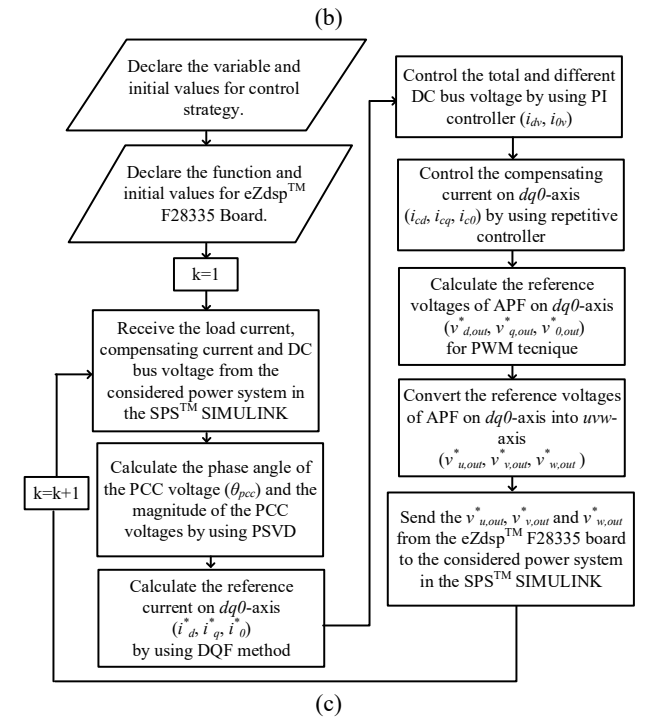 (b)
Declare the variable and
initial values for control
strategy.
Declare the function and
initial values for eZdsp™
F28335 Board.
k=1
Receive the load current,
compensating current and DC
bus voltage from the
considered power system in
the SPS™ SIMULINK
k=k+1
Calculate the phase angle of
the PCC voltage (θpcc) and the
magnitude of the PCC
voltages by using PSVD
Calculate the reference
current on dq0-axis
(i*d, i*q, i*0)
by using DQF method
Control the total and different
DC bus voltage by using PI
controller (idv, i0v)
Control the compensating
current on dq0-axis
(icd, icq, ic0) by using repetitive
controller
Calculate the reference
voltages of APF on dq0-axis
(v*d,out, v*q,out, v*0,out)
for PWM tecnique
Convert the reference voltages
of APF on dq0-axis into uvw-
axis
(v*u,out, v*v,out, v*w,out )
Send the v*u,out, v*v,out and v*w,out
from the eZdsp™ F28335 board
to the considered power system
in the SPS™ SIMULINK
(c)